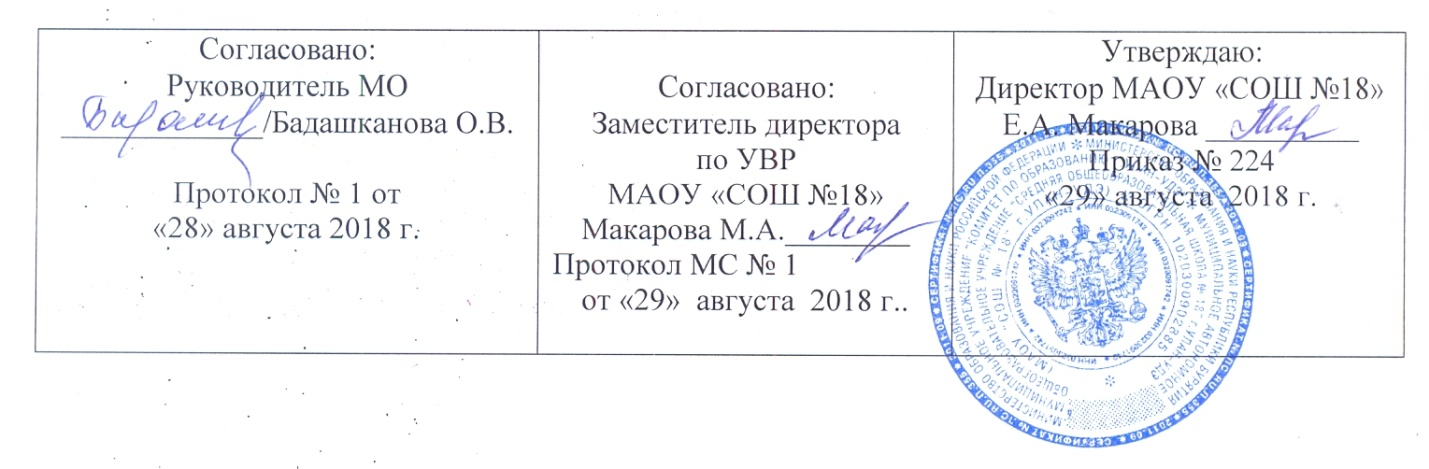 Согласовано:
Руководитель МО
/Бадашканова О.В.
Протокол № 1 от
«28» августа 2018 г.
Согласовано:
Заместитель директора
по УВР
МАОУ «СОШ №18»
Макарова М.А.
Протокол МС № 1
от «29» августа 2018 г..
Утверждаю:
Директор МАОУ «СОШ №18»
Е.А. Макарова
Приказ № 224
«29» августа 2018 г.